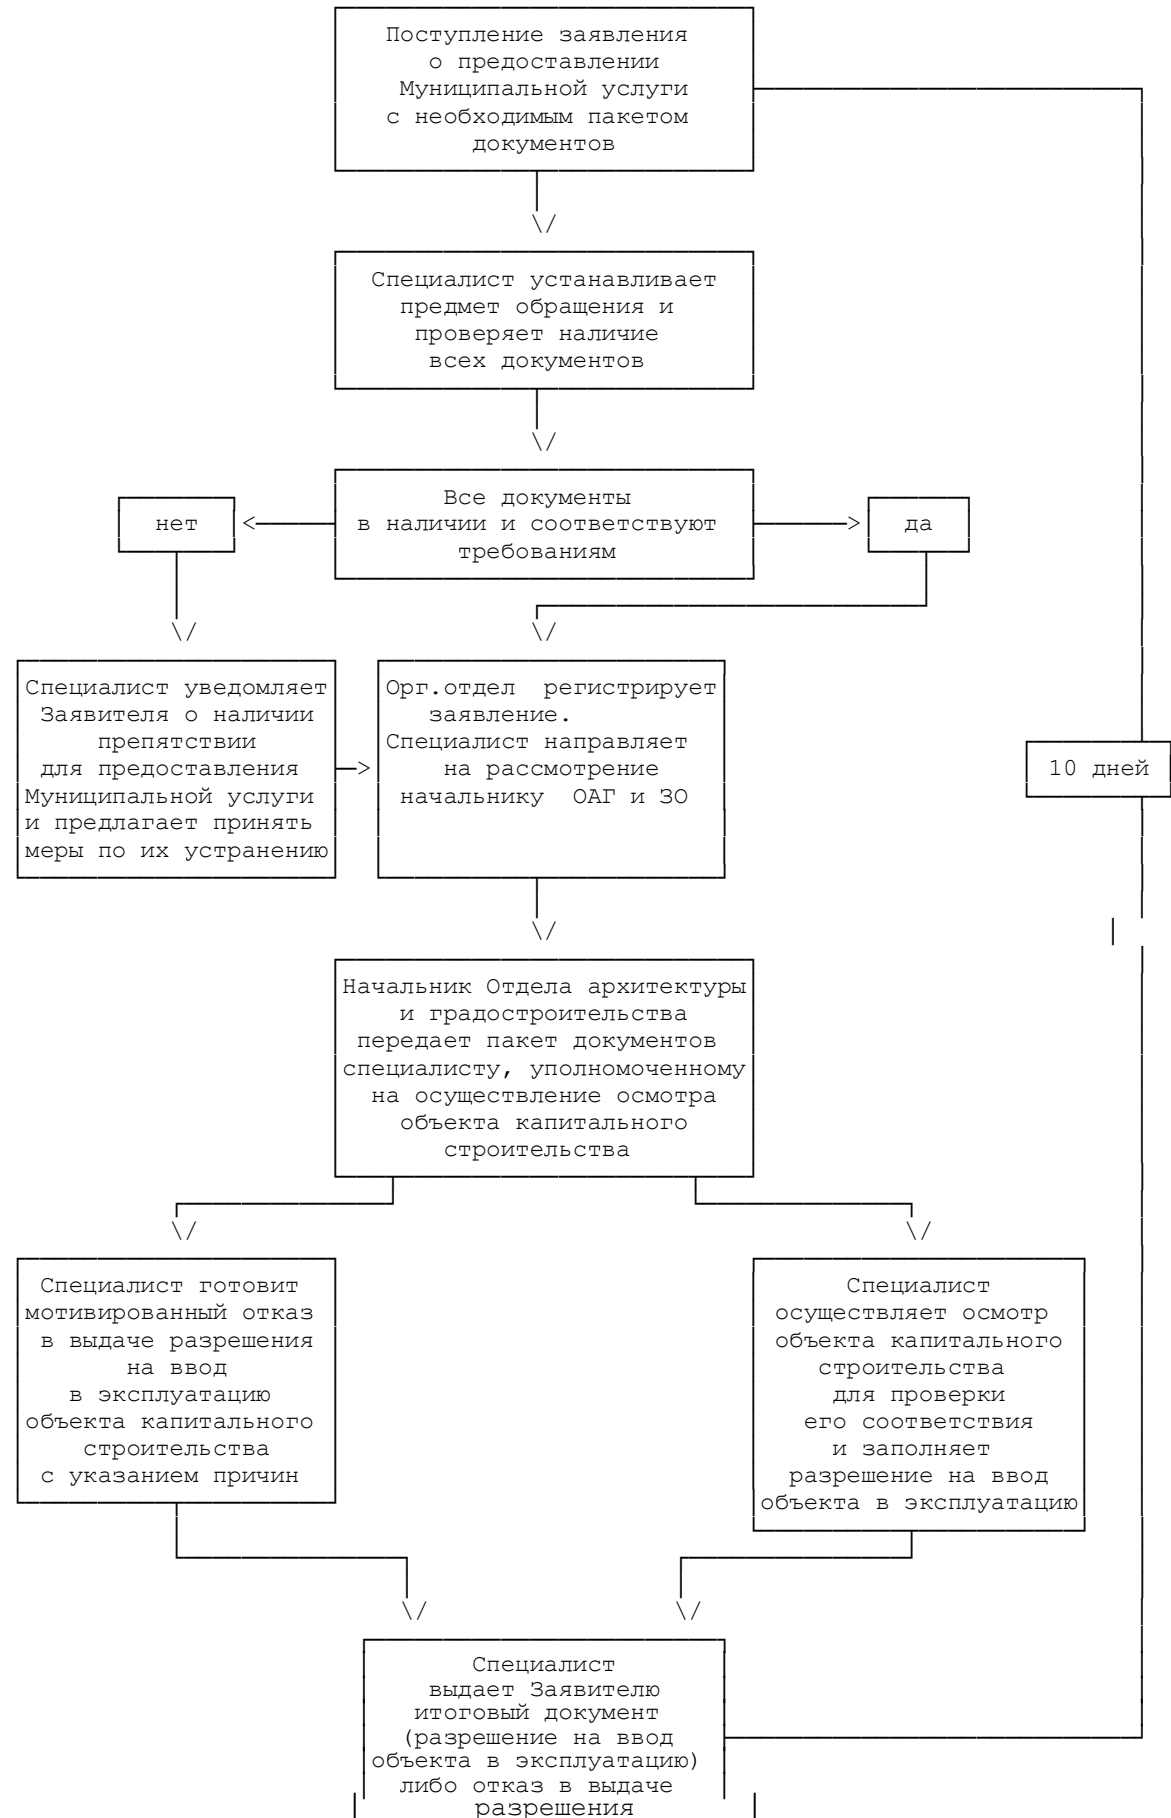 Поступление заявления
о предоставлении
Муниципальной услуги
с необходимым пакетом
документов
Специалист устанавливает
предмет обращения и
проверяет наличие
всех документов
Все документы
в наличии и соответствуют
требованиям
нет
да
Специалист уведомляет
Заявителя о наличии
препятствии
для предоставления
Муниципальной услуги
и предлагает принять
меры по их устранению
Орг.отдел регистрирует
заявление.
Специалист направляет
на рассмотрение
начальнику ОАГ и ЗО
10 дней
Начальник Отдела архитектуры
и градостроительства
передает пакет документов
специалисту, уполномоченному
на осуществление осмотра
объекта капитального
строительства
Специалист готовит
мотивированный отказ
в выдаче разрешения
на ввод
в эксплуатацию
объекта капитального
строительства
с указанием причин
Специалист
осуществляет осмотр
объекта капитального
строительства
для проверки
его соответствия
и заполняет
разрешение на ввод
объекта в эксплуатацию
Специалист
выдает Заявителю
итоговый документ
(разрешение на ввод
объекта в эксплуатацию)
либо отказ в выдаче
разрешения